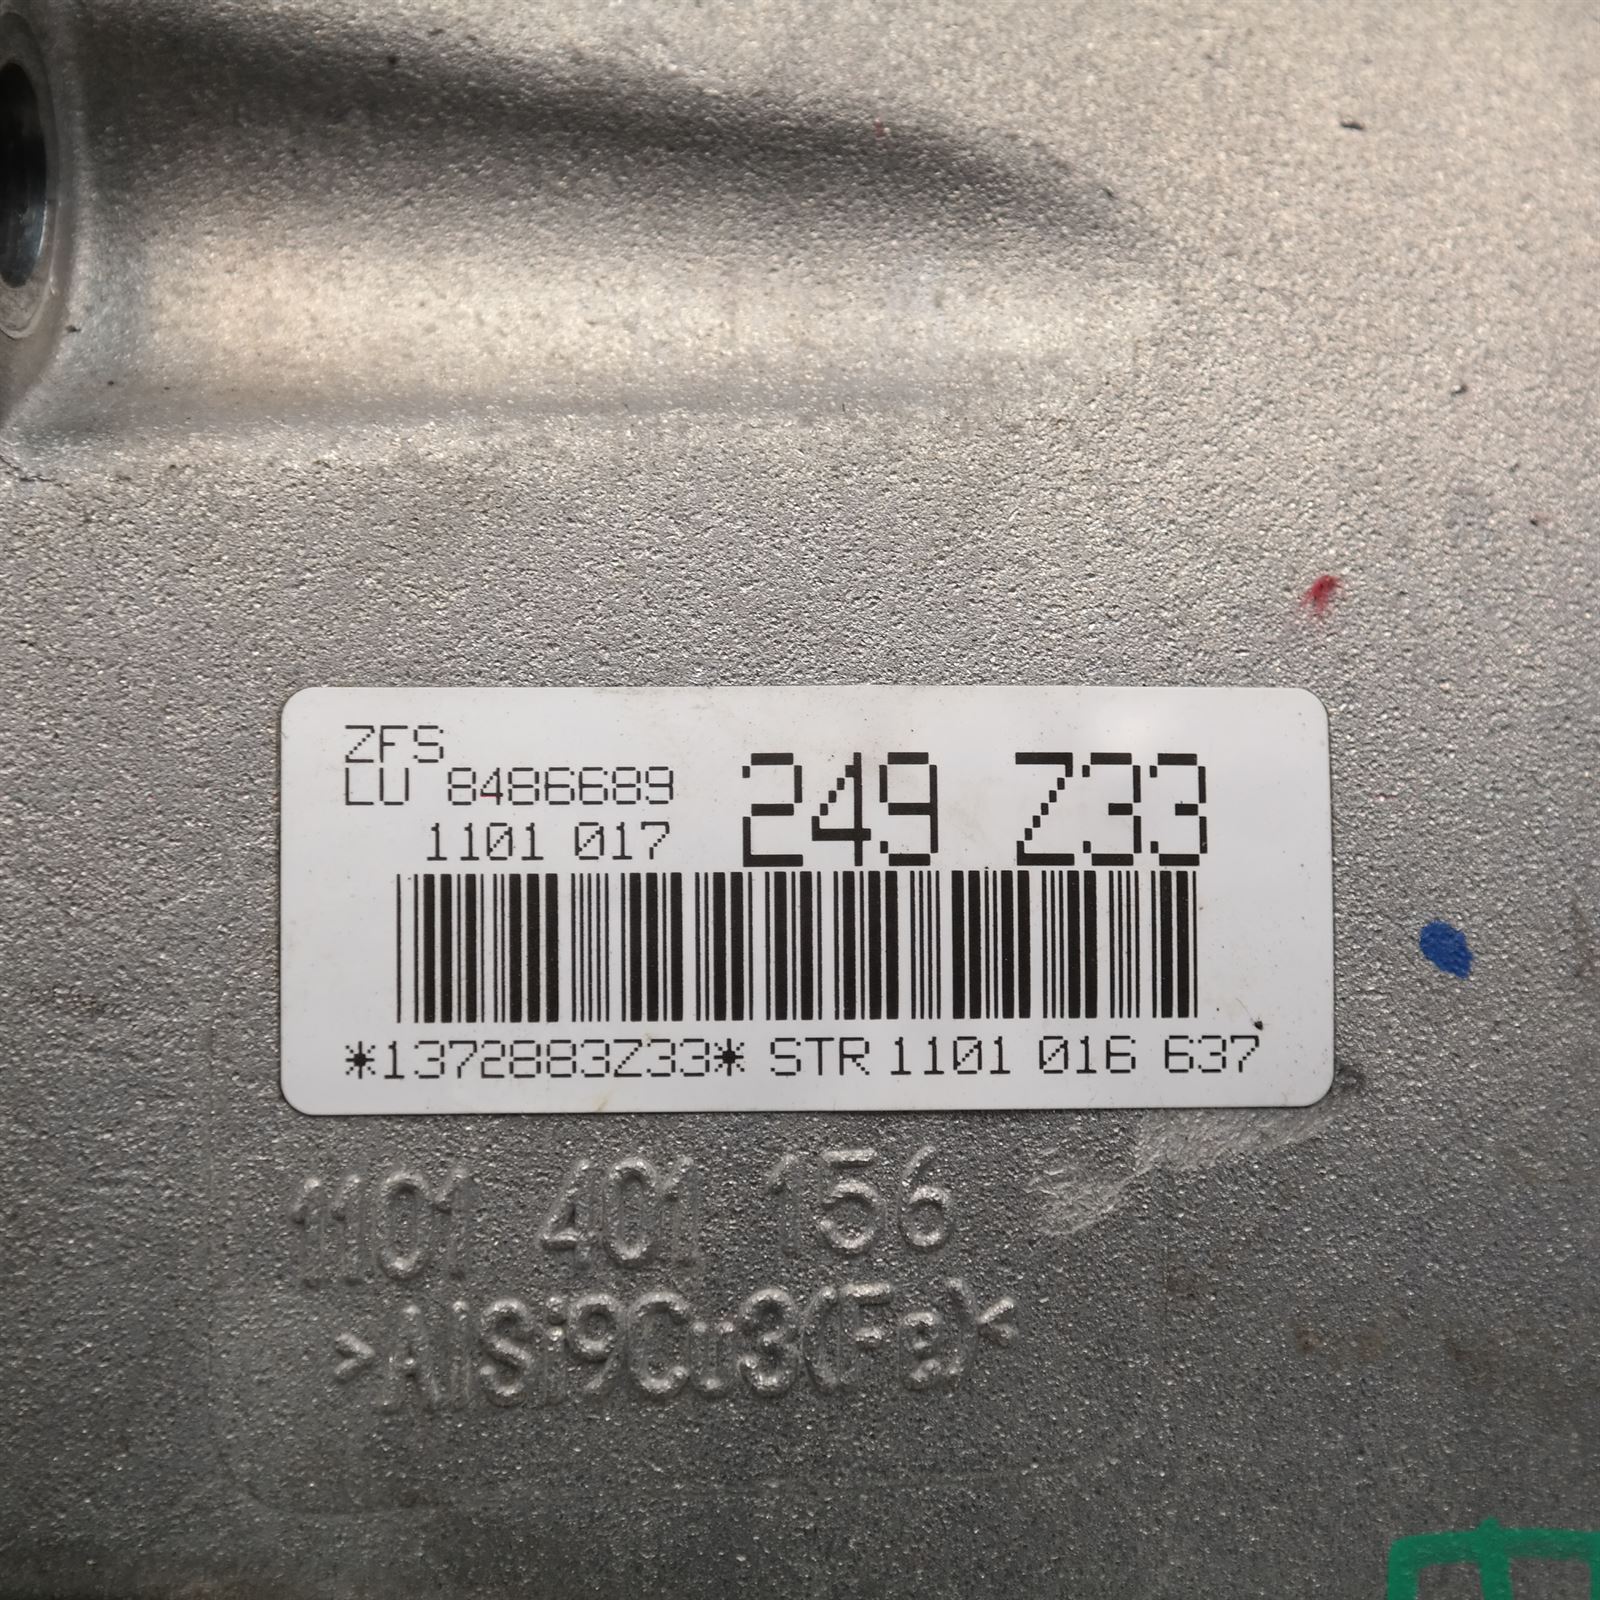 ZFS
LU 8486689
1101 017
249 Z33
*1372883Z33* STR 1101 016 637
1101 401 156
>AlSi9Cu3(Fe)<